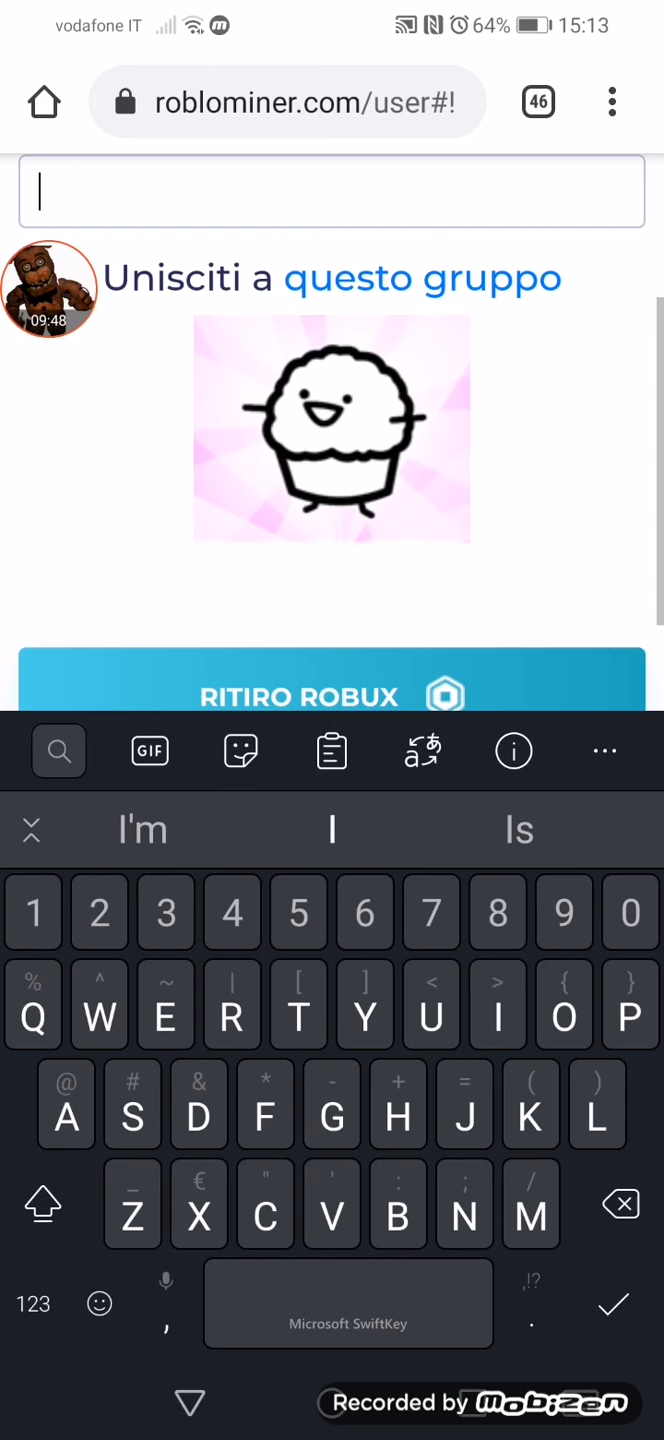 vodafone IT 64% 15:13
roblominer.com/user#! 46
09:48
Unisciti a questo gruppo
RITIRO ROBUX
GIF
I'm I Is
1 2 3 4 5 6 7 8 9 0
% ^ ~ | [ ] < > { }
Q W E R T Y U I O P
@ # & * - + = ( )
A S D F G H J K L
_ € " ' : ; /
Z X C V B N M
,!?
123 , Microsoft SwiftKey .
Recorded by mobizen